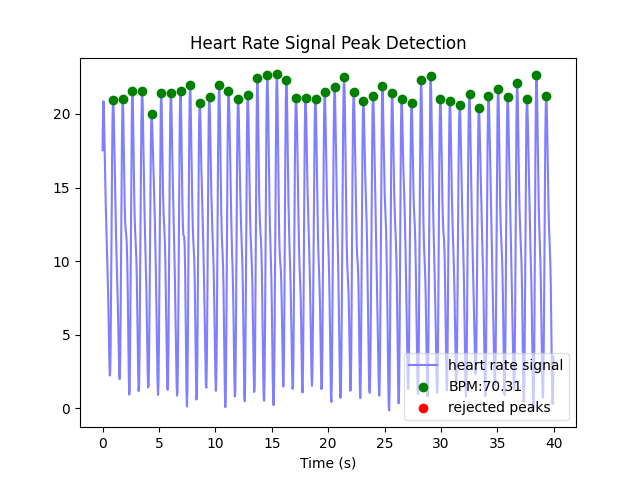 Heart Rate Signal Peak Detection
20
15
10
5
0
heart rate signal
BPM:70.31
rejected peaks
0 5 10 15 20 25 30 35 40
Time (s)